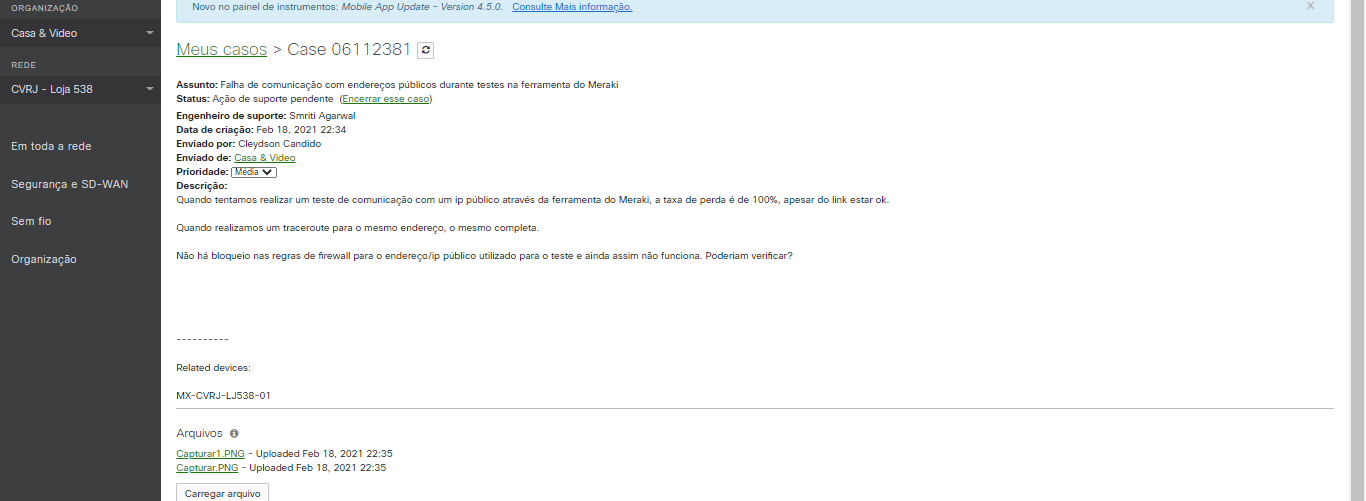 ORGANIZAÇÃO
Casa & Video
REDE
CVRJ - Loja 538
Em toda a rede
Segurança e SD-WAN
Sem fio
Organização
Novo no painel de instrumentos: Mobile App Update - Version 4.5.0. Consulte Mais informação.
x
Meus casos > Case 06112381
Assunto: Falha de comunicação com endereços públicos durante testes na ferramenta do Meraki
Status: Ação de suporte pendente (Encerrar esse caso)
Engenheiro de suporte: Smriti Agarwal
Data de criação: Feb 18, 2021 22:34
Enviado por: Cleydson Candido
Enviado de: Casa & Video
Prioridade: Média
Descrição:
Quando tentamos realizar um teste de comunicação com um ip público através da ferramenta do Meraki, a taxa de perda é de 100%, apesar do link estar ok.
Quando realizamos um traceroute para o mesmo endereço, o mesmo completa.
Não há bloqueio nas regras de firewall para o endereço/ip público utilizado para o teste e ainda assim não funciona. Poderiam verificar?
----------
Related devices:
MX-CVRJ-LJ538-01
Arquivos
Capturar1.PNG - Uploaded Feb 18, 2021 22:35
Capturar.PNG - Uploaded Feb 18, 2021 22:35
Carregar arquivo